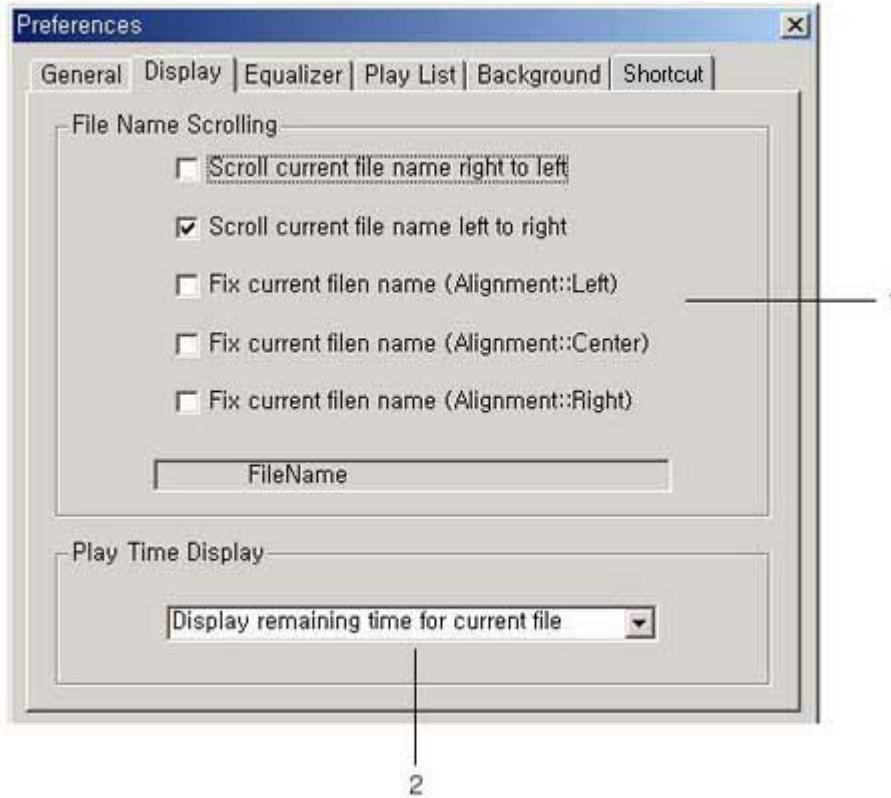 Preferences
General Display Equalizer Play List Background Shortcut
File Name Scrolling
Scroll current file name right to left
Scroll current file name left to right
Fix current filen name (Alignment::Left)
Fix current filen name (Alignment::Center)
Fix current filen name (Alignment::Right)
FileName
Play Time Display
Display remaining time for current file
2